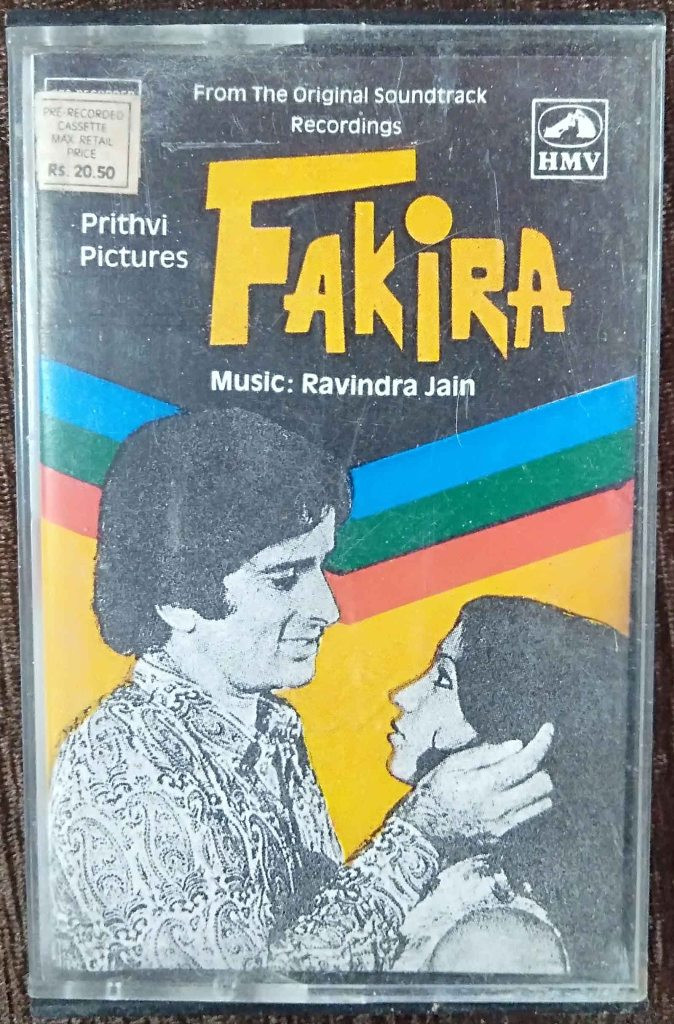 From The Original Soundtrack
Recordings
PRE-RECORDED
CASSETTE
MAX. RETAIL
PRICE
RS. 20.50
HMV
Prithvi
Pictures
FAKIRA
Music: Ravindra Jain